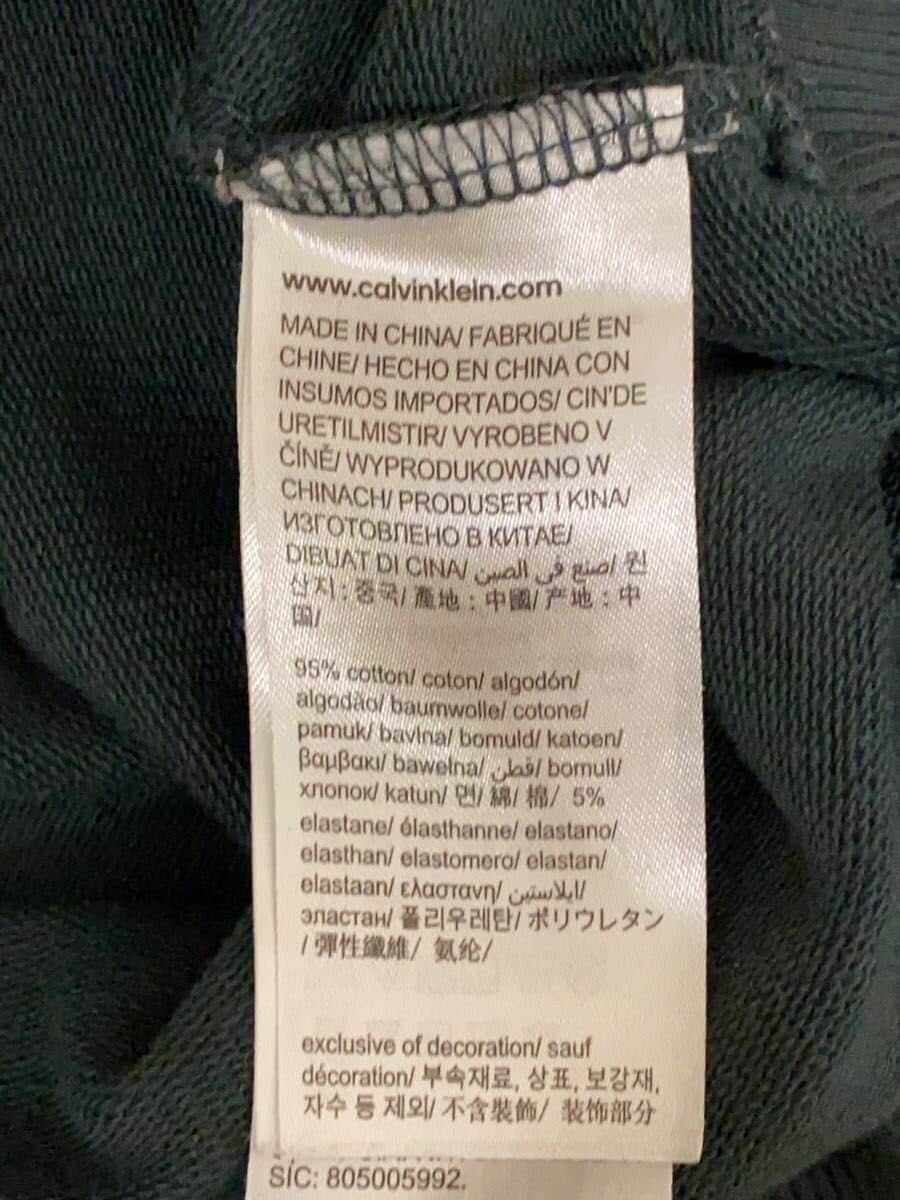 www.calvinklein.com
MADE IN CHINA/ FABRIQUÉ EN
CHINE/ HECHO EN CHINA CON
INSUMOS IMPORTADOS/ CIN'DE
URETILMISTIR/ VYROBENO V
ČÍNĚ/ WYPRODUKOWANO W
CHINACH/ PRODUSERT I KINA/
ИЗГОТОВЛЕНО В КИТАЕ/
DIBUAT DI CINA/ صنع في الصين/ 원
산지 : 중국/ 產地 : 中國/ 产地 : 中
国/
95% cotton/ coton/ algodón/
algodão/ baumwolle/ cotone/
pamuk/ bavlna/ bomuld/ katoen/
βαμβακι/ bawełna/ قطن/ bomull/
хлопок/ katun/ 면/ 綿/ 棉/ 5%
elastane/ élasthanne/ elastano/
elasthan/ elastomero/ elastan/
elastaan/ ελαστανη/ ايلاستين/
эластан/ 폴리우레탄/ ポリウレタン
/ 彈性纖維/ 氨纶/
exclusive of decoration/ sauf
décoration/ 부속재료, 상표, 보강재,
자수 등 제외/ 不含裝飾/ 装饰部分
SIC: 805005992.